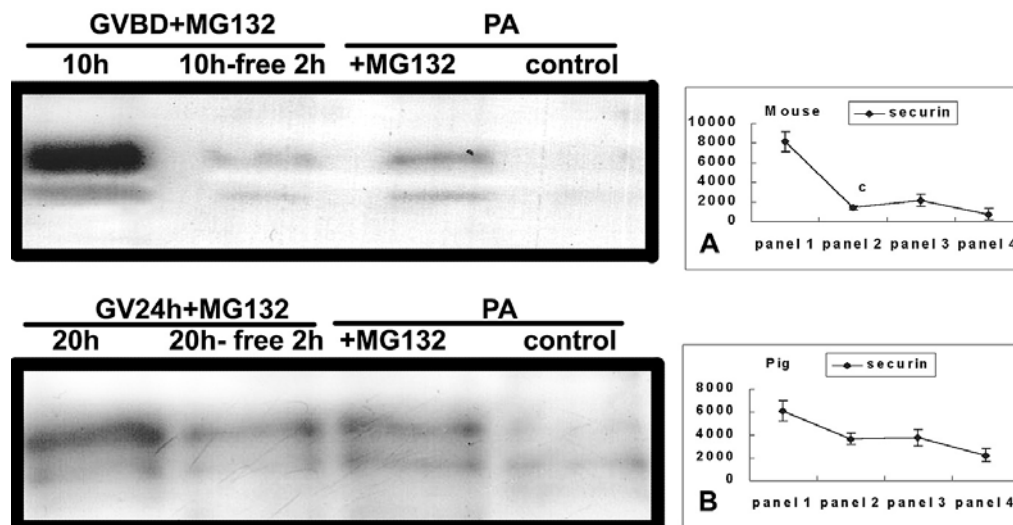 GVBD+MG132 PA
10h 10h-free 2h +MG132 control
Mouse securin
10000
8000
6000
4000
2000
0
c
A
panel 1 panel 2 panel 3 panel 4
GV24h+MG132 PA
20h 20h- free 2h +MG132 control
Pig securin
8000
6000
4000
2000
0
B
panel 1 panel 2 panel 3 panel 4